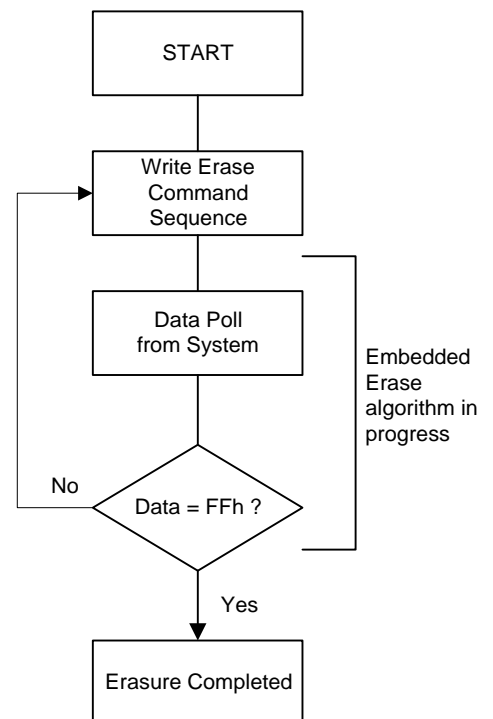 START
Write Erase
Command
Sequence
Data Poll
from System
Embedded
Erase
algorithm in
progress
No
Data = FFh ?
Yes
Erasure Completed